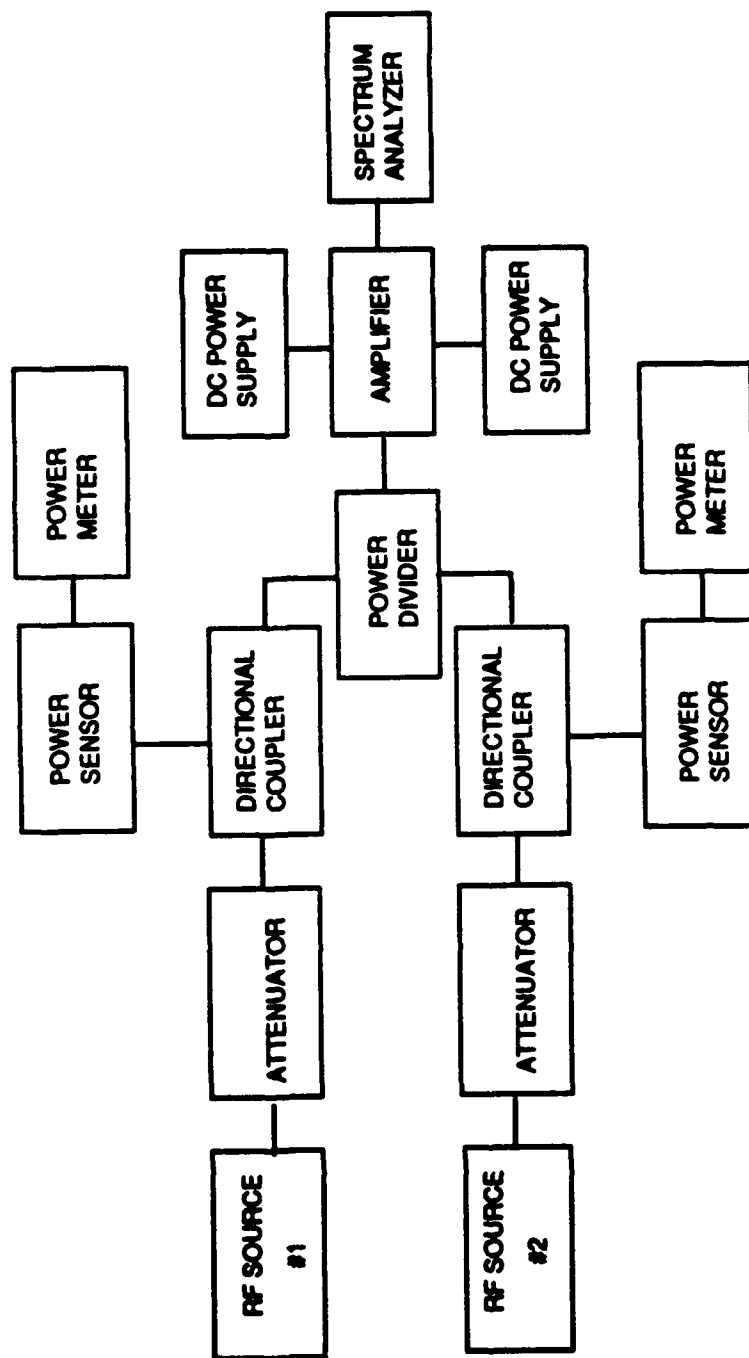 RF SOURCE
#1
ATTENUATOR
DIRECTIONAL
COUPLER
POWER
SENSOR
POWER
METER
RF SOURCE
#2
ATTENUATOR
DIRECTIONAL
COUPLER
POWER
SENSOR
POWER
METER
POWER
DIVIDER
DC POWER
SUPPLY
AMPLIFIER
DC POWER
SUPPLY
SPECTRUM
ANALYZER